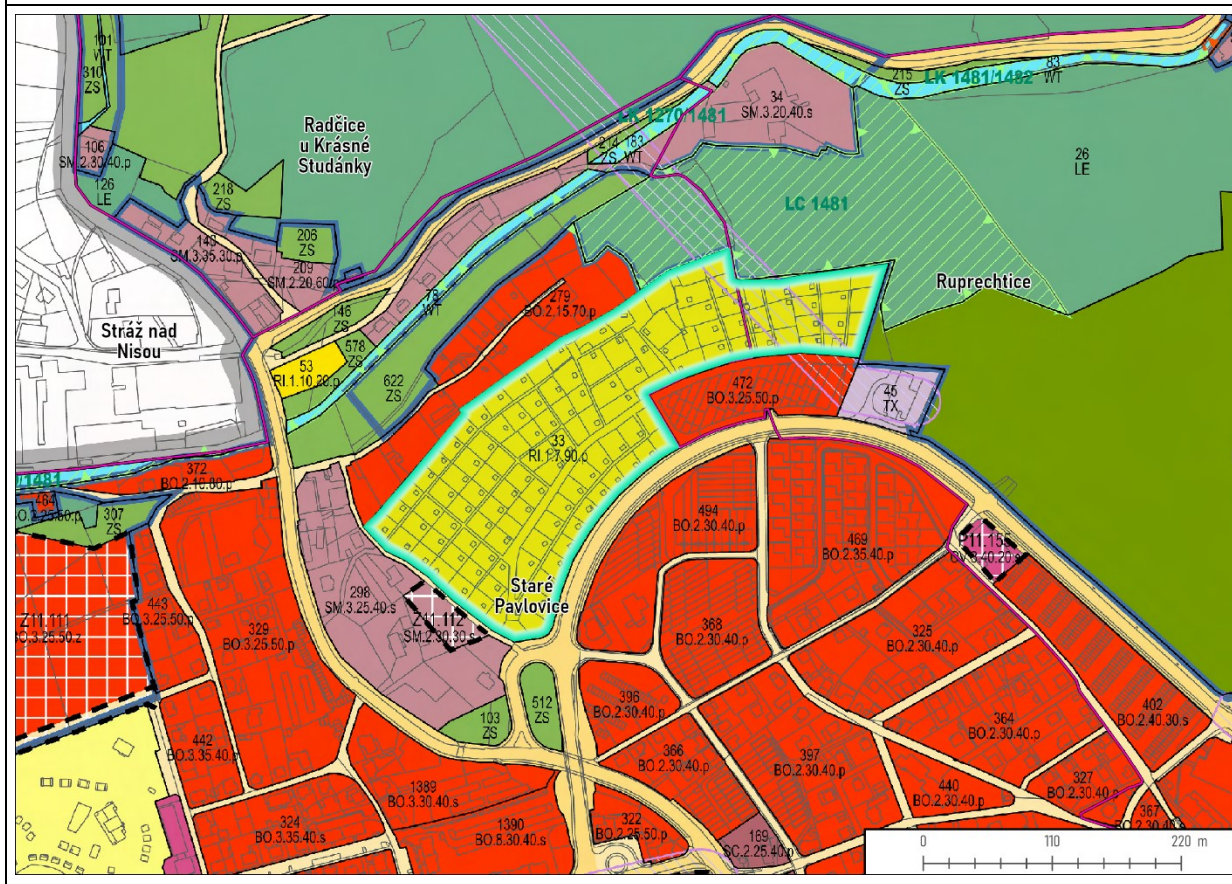 101
WT
310
ZS
Radčice
u Krásné
Studánky
106
SM.2.30.40.p
126
LE
218
ZS
206
ZS
SM.3.35.30.p
209
SM.2.20.60.p
Stráž nad
Nisou
146
ZS
578
ZS
53
RI.1.10.20.p
622
ZS
WT
279
BO.2.15.70.p
214 183
ZS WT
LK 1270/1481
34
SM.3.20.40.s
215
ZS
LK 1481/1482
83
WT
26
LE
LC 1481
Ruprechtice
472
BO.3.25.50.p
45
TX
33
RI.1.7.90.p
372
464
307
ZS
494
BO.2.30.40.p
469
BO.2.35.40.p
Z11.111
BO.3.25.50.z
443
BO.3.25.50.p
329
BO.3.25.50.p
298
SM.3.25.40.s
Z11.112
SM.2.30.30.s
Staré
Pavlovice
368
BO.2.30.40.p
325
BO.2.30.40.p
512
ZS
103
ZS
396
BO.2.30.40.p
366
BO.2.30.40.p
397
BO.2.30.40.p
364
BO.2.30.40.p
402
BO.2.40.30.s
442
BO.3.35.40.p
1389
BO.3.30.40.s
440
BO.2.30.40.p
327
BO.2.30.40.p
367
324
BO.3.35.40.s
1390
BO.8.30.40.s
322
BO.2.25.50.p
169
SC.2.25.40.p
0 110 220 m